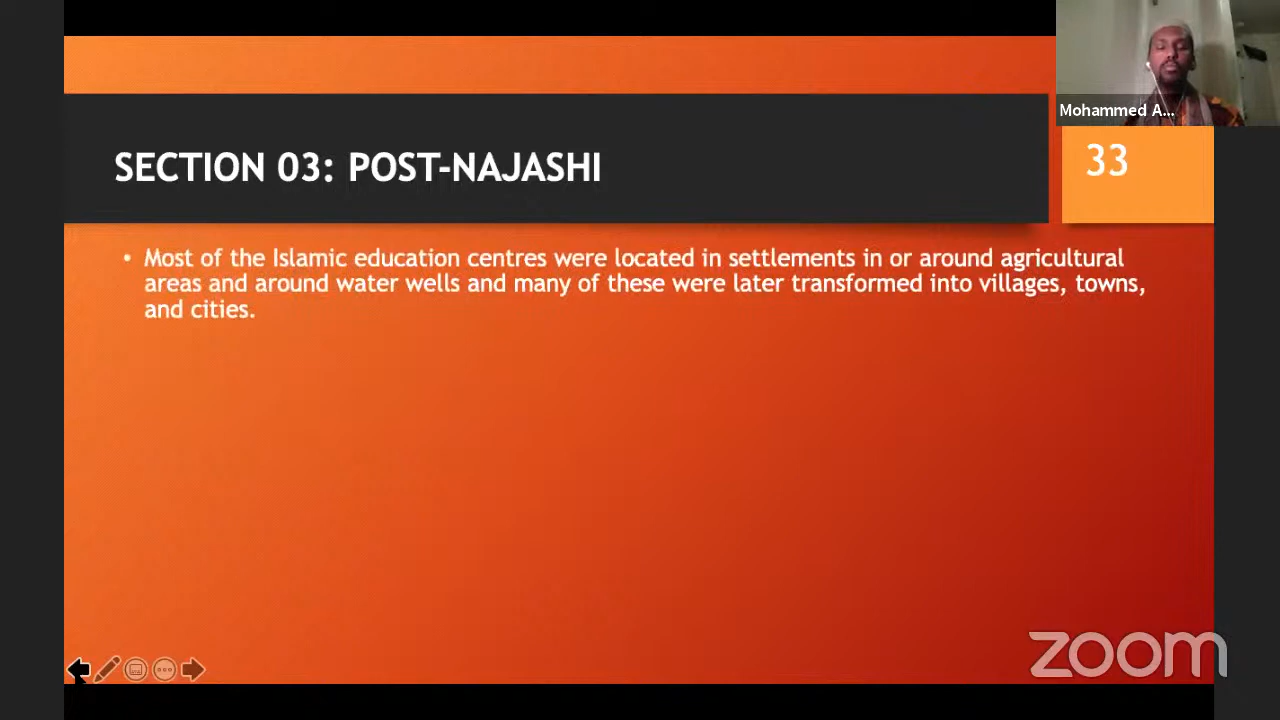 Mohammed A...
SECTION 03: POST-NAJASHI
33
• Most of the Islamic education centres were located in settlements in or around agricultural
areas and around water wells and many of these were later transformed into villages, towns,
and cities.
zoom